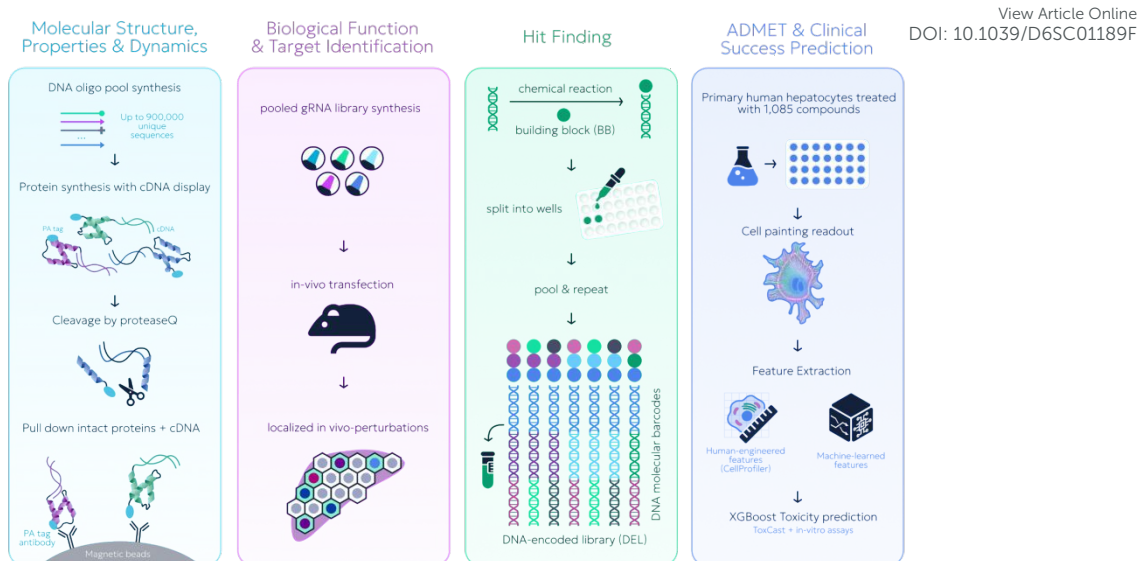 View Article Online
DOI: 10.1039/D6SC01189F
Molecular Structure,
Properties & Dynamics
DNA oligo pool synthesis
Up to 900,000
unique
sequences
...
Protein synthesis with cDNA display
PA tag
cDNA
Cleavage by proteaseQ
Pull down intact proteins + cDNA
PA tag
antibody
Magnetic beads
Biological Function
& Target Identification
pooled gRNA library synthesis
in-vivo transfection
localized in vivo-perturbations
Hit Finding
chemical reaction
building block (BB)
split into wells
pool & repeat
DNA molecular barcodes
DNA-encoded library (DEL)
ADMET & Clinical
Success Prediction
Primary human hepatocytes treated
with 1,085 compounds
Cell painting readout
Feature Extraction
Human-engineered
features
(CellProfiler)
Machine-learned
features
XGBoost Toxicity prediction
ToxCast + in-vitro assays